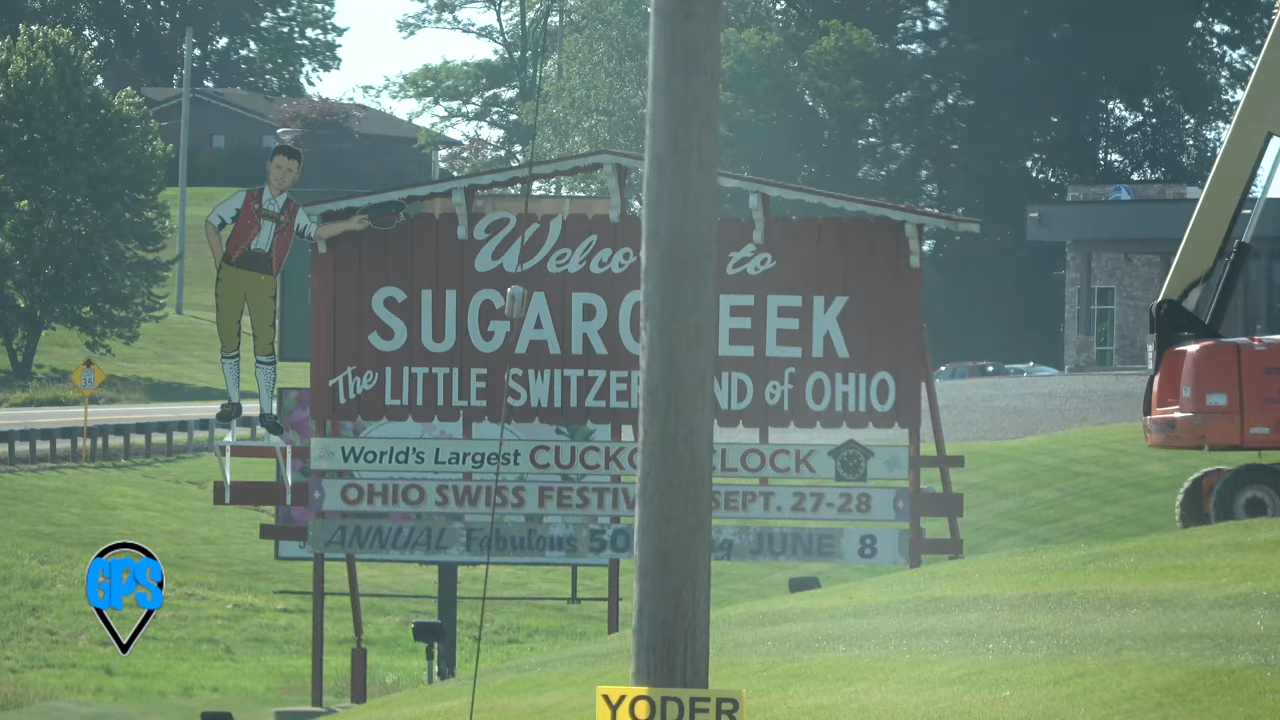 Welco to
SUGARC EEK
The LITTLE SWITZER ND of OHIO
World's Largest CUCKO CLOCK
OHIO SWISS FESTIV SEPT. 27-28
ANNUAL Fabulous 50 g JUNE 8
35
GPS
YODER